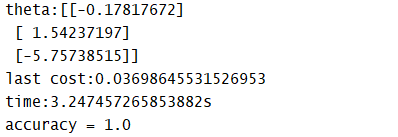 theta:[[-0.17817672]
 [ 1.54237197]
 [-5.75738515]]
last cost:0.03698645531526953
time:3.247457265853882s
accuracy = 1.0